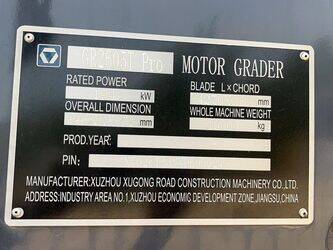 Pro MOTOR GRADER
RATED POWER kW BLADE L×CHORD mm
OVERALL DIMENSION mm WHOLE MACHINE WEIGHT kg
PROD.YEAR:
PIN:
MANUFACTURER:XUZHOU XUGONG ROAD CONSTRUCTION MACHINERY CO.,LTD.
ADDRESS:INDUSTRY AREA NO.1,XUZHOU ECONOMIC DEVELOPMENT ZONE,JIANGSU,CHINA